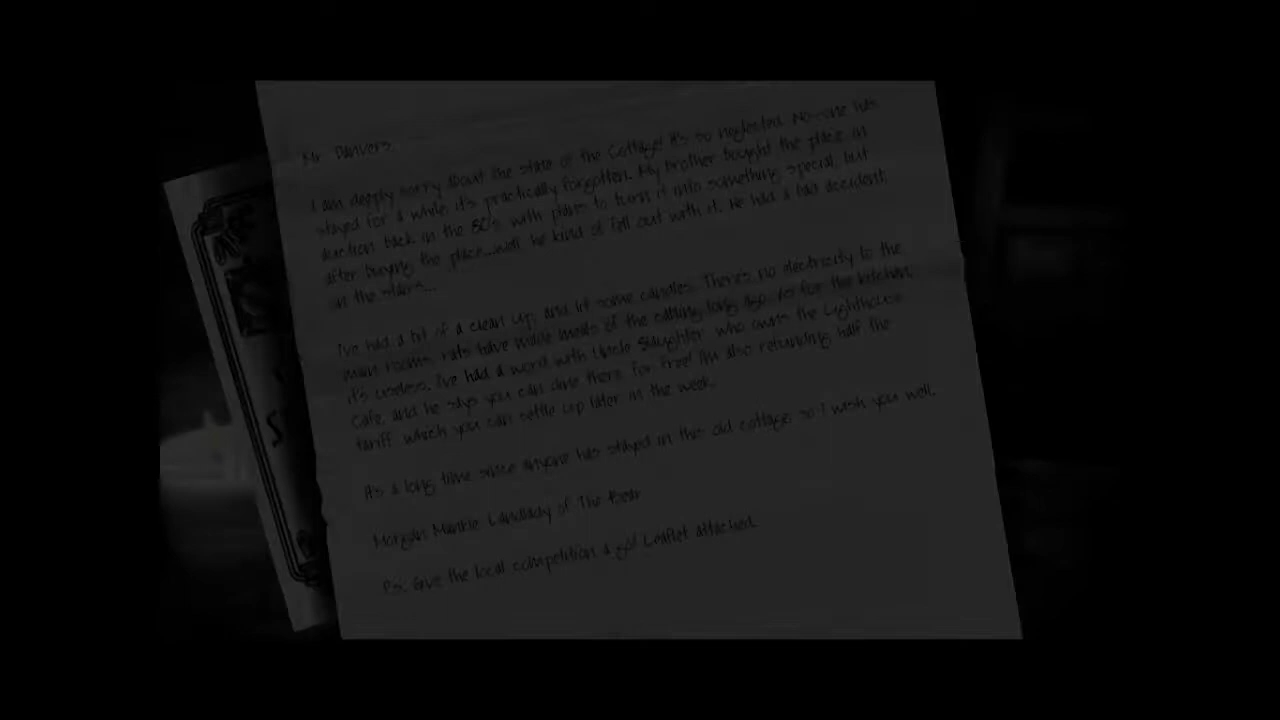 Mr. Danvers.
I am deeply sorry about the state of the Cottage! It's so neglected. No-one has
stayed for a while, it's practically forgotten. My brother bought the place in
auction back in the 80's, with plans to turn it into something special, but
after buying the place...well, he kind of fell out with it. He had a bad accident,
on the stairs...
I've had a bit of a clean up, and lit some candles. There's no electricity to the
main rooms, rats have made meals of the cabling long ago. As for the kitchen,
it's useless. I've had a word with Uncle Slaughter, who owns the Lighthouse
Cafe, and he says you can dine there for free! I'm also refunding half the
tariff, which you can settle up later in the week.
It's a long time since anyone has stayed in this old cottage, so I wish you well.
Morgan Mankle. Landlady of The Bear
P.s: Give the local competition a go! Leaflet attached.